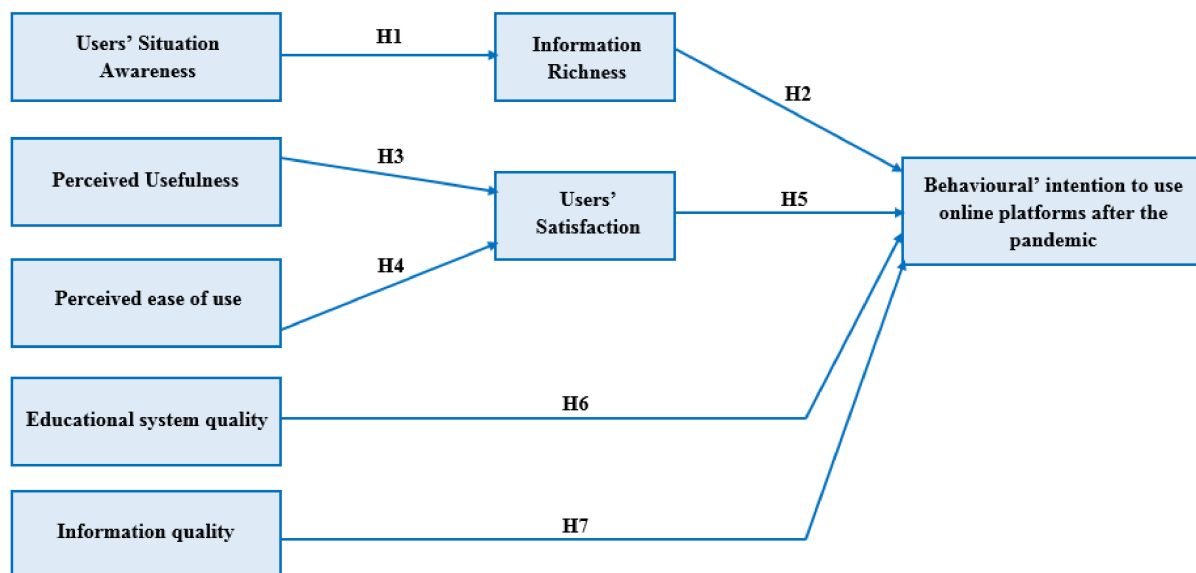 Users' Situation
Awareness
H1
Information
Richness
H2
Perceived Usefulness
H3
Users'
Satisfaction
H5
Behavioural' intention to use
online platforms after the
pandemic
Perceived ease of use
H4
Educational system quality
H6
Information quality
H7